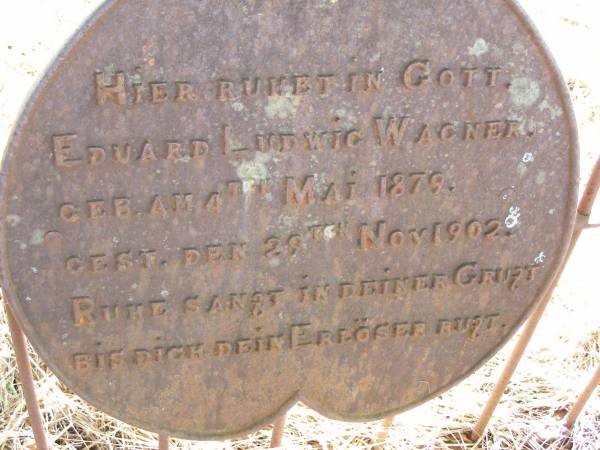 HIER RUHET IN GOTT.
EDUARD LUDWIG WAGNER.
GEB. AM 4TEN MAI 1879.
GEST. DEN 29TEN NOV 1902.
RUHE SANFT IN DEINER GRUFT
BIS DICH DEIN ERLÖSER RUFT.